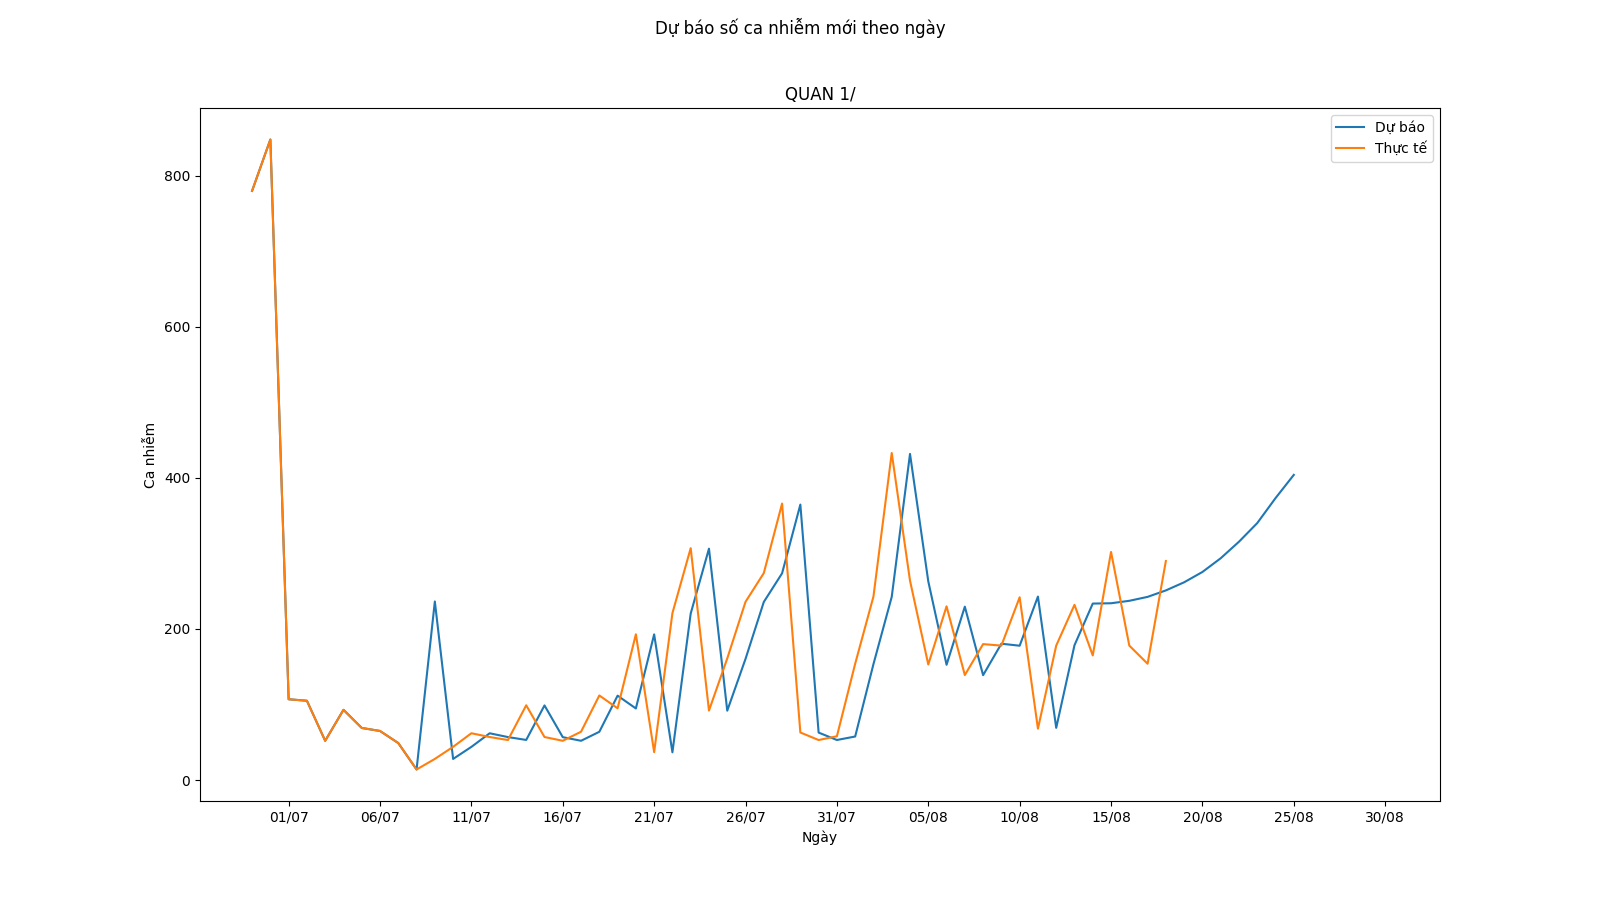 Dự báo số ca nhiễm mới theo ngày
QUAN 1/
Dự báo
Thực tế
800
600
400
200
0
Ca nhiễm
01/07 06/07 11/07 16/07 21/07 26/07 31/07 05/08 10/08 15/08 20/08 25/08 30/08
Ngày